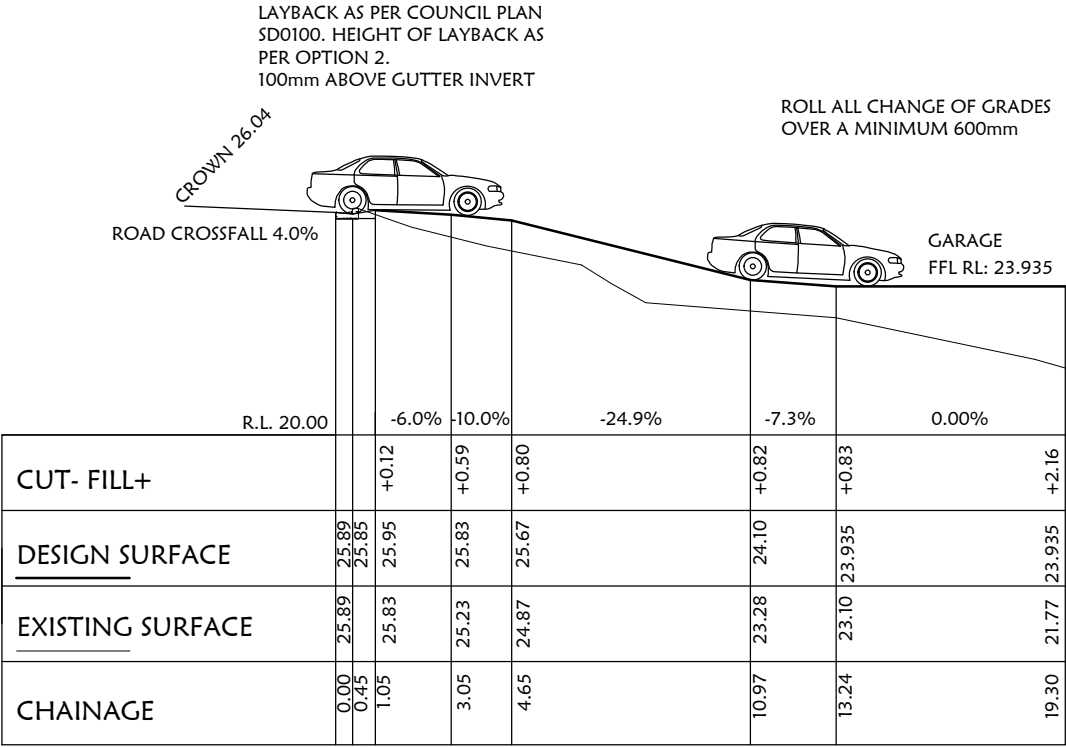 LAYBACK AS PER COUNCIL PLAN
SD0100. HEIGHT OF LAYBACK AS
PER OPTION 2.
100mm ABOVE GUTTER INVERT
ROLL ALL CHANGE OF GRADES
OVER A MINIMUM 600mm
CROWN 26.04
ROAD CROSSFALL 4.0%
GARAGE
FFL RL: 23.935
R.L. 20.00 -6.0% -10.0% -24.9% -7.3% 0.00%
CUT- FILL+ +0.12 +0.59 +0.80 +0.82 +0.83 +2.16
DESIGN SURFACE 25.89 25.85 25.95 25.83 25.67 24.10 23.935 23.935
EXISTING SURFACE 25.89 25.83 25.23 24.87 23.28 23.10 21.77
CHAINAGE 0.00 0.45 1.05 3.05 4.65 10.97 13.24 19.30